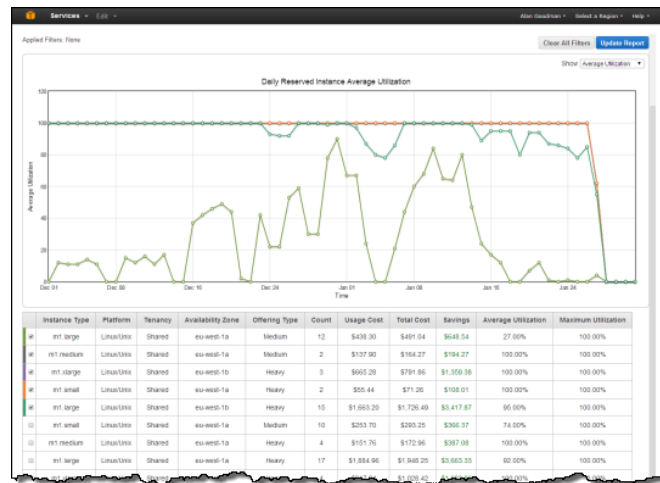 Services Edit Alan Goodman Select a Region Help
Applied Filters: None Clear All Filters Update Report
Show Average Utilization
Daily Reserved Instance Average Utilization
120
100
80
60
40
20
0
Average Utilization
Dec 01 Dec 08 Dec 16 Dec 24 Jan 01 Jan 08 Jan 16 Jan 24
Time
Instance Type Platform Tenancy Availability Zone Offering Type Count Usage Cost Total Cost Savings Average Utilization Maximum Utilization
m1.large Linux/Unix Shared eu-west-1a Medium 12 $438.30 $491.04 $648.54 27.00% 100.00%
m1.medium Linux/Unix Shared eu-west-1a Medium 2 $137.90 $164.27 $194.27 100.00% 100.00%
m1.xlarge Linux/Unix Shared eu-west-1b Heavy 3 $665.28 $791.86 $1,350.38 100.00% 100.00%
m1.small Linux/Unix Shared eu-west-1a Heavy 2 $55.44 $71.26 $108.01 100.00% 100.00%
m1.large Linux/Unix Shared eu-west-1b Heavy 15 $1,663.20 $1,726.49 $3,417.87 95.00% 100.00%
m1.small Linux/Unix Shared eu-west-1a Medium 10 $253.70 $293.25 $366.37 74.00% 100.00%
m1.medium Linux/Unix Shared eu-west-1a Heavy 4 $151.76 $172.96 $387.08 100.00% 100.00%
m1.large Linux/Unix Shared eu-west-1a Heavy 17 $1,884.96 $1,946.25 $3,663.33 92.00% 100.00%